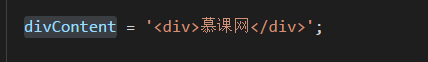 divContent = '<div>慕课网</div>';